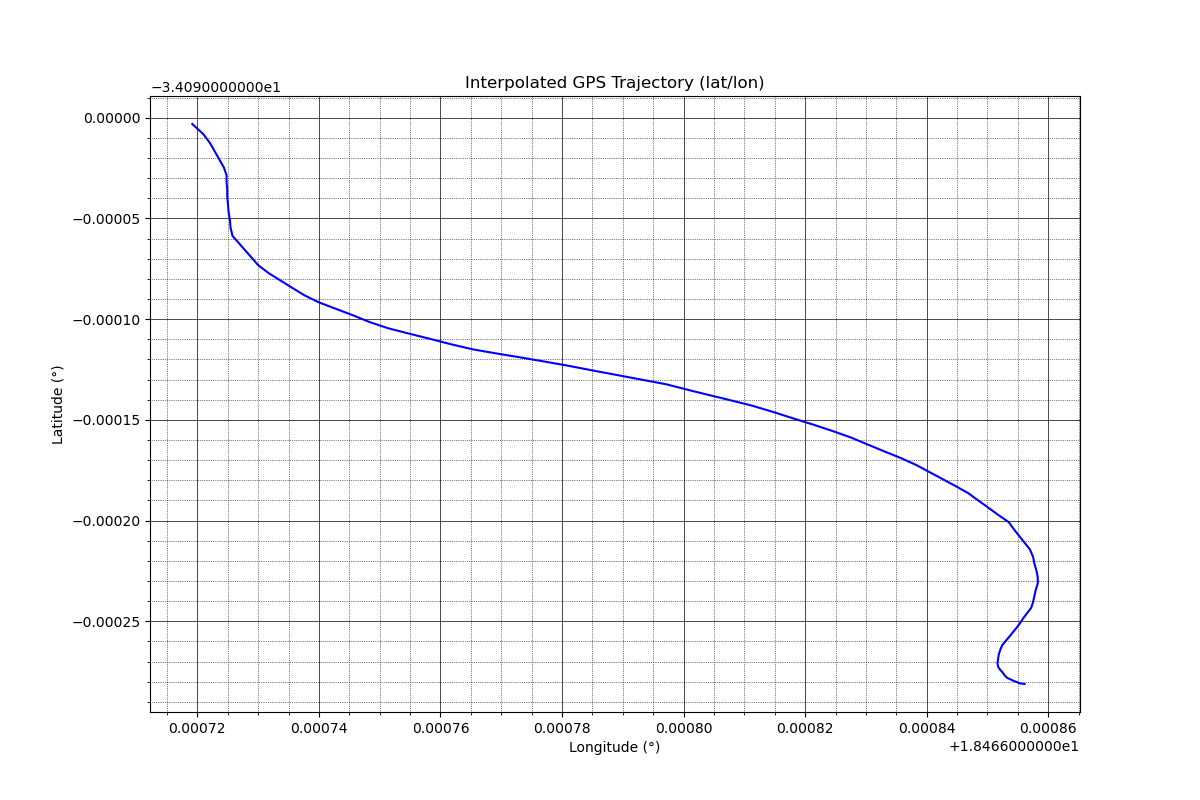 Interpolated GPS Trajectory (lat/lon)
−3.4090000000e1
0.00000
−0.00005
−0.00010
−0.00015
−0.00020
−0.00025
Latitude (°)
0.00072 0.00074 0.00076 0.00078 0.00080 0.00082 0.00084 0.00086
Longitude (°)
+1.8466000000e1